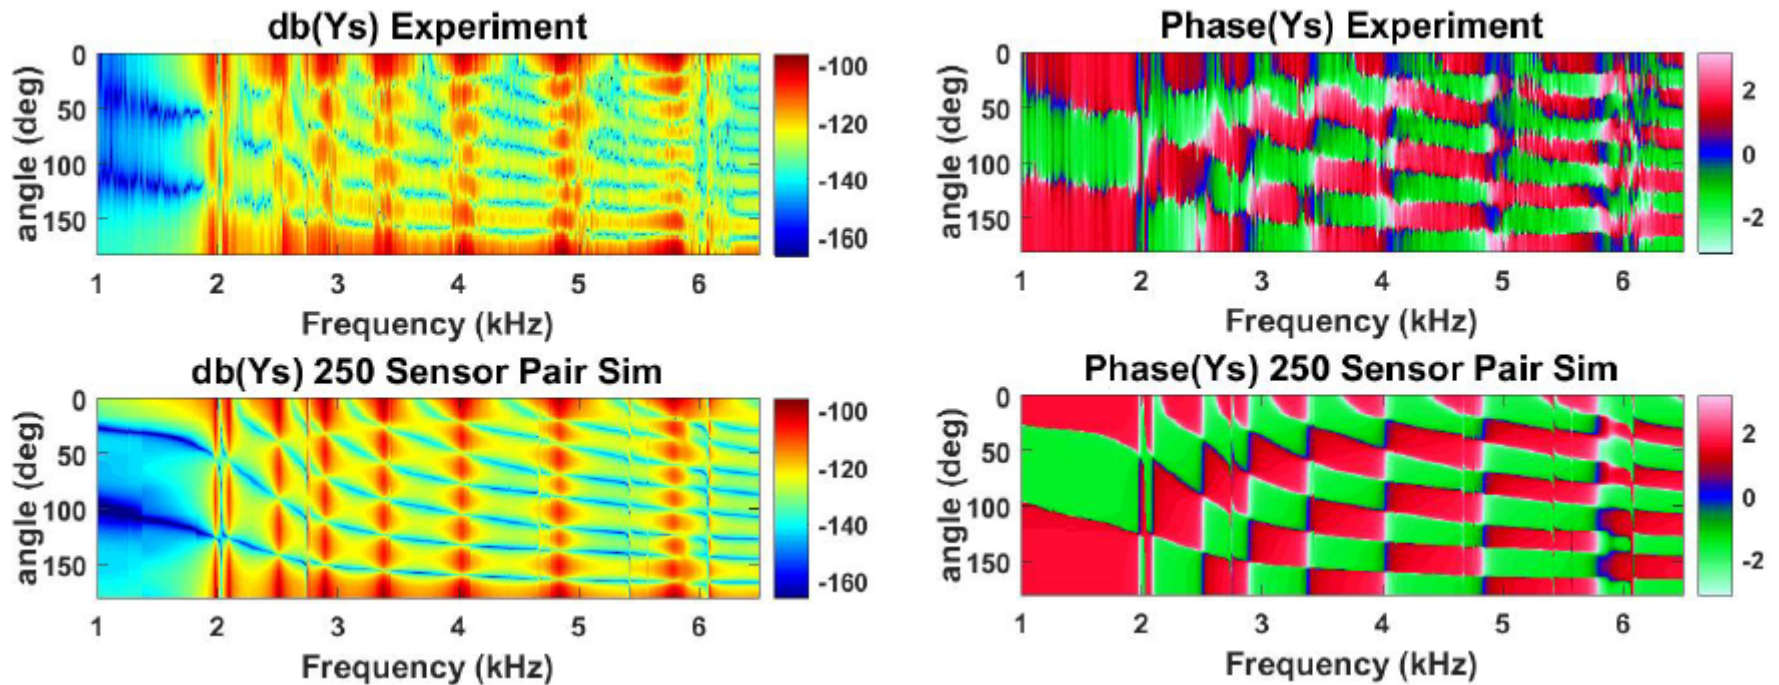 db(Ys) Experiment
angle (deg)
0
50
100
150
1 2 3 4 5 6
Frequency (kHz)
-100
-120
-140
-160
Phase(Ys) Experiment
angle (deg)
0
50
100
150
1 2 3 4 5 6
Frequency (kHz)
2
0
-2
db(Ys) 250 Sensor Pair Sim
angle (deg)
0
50
100
150
1 2 3 4 5 6
Frequency (kHz)
-100
-120
-140
-160
Phase(Ys) 250 Sensor Pair Sim
angle (deg)
0
50
100
150
1 2 3 4 5 6
Frequency (kHz)
2
0
-2